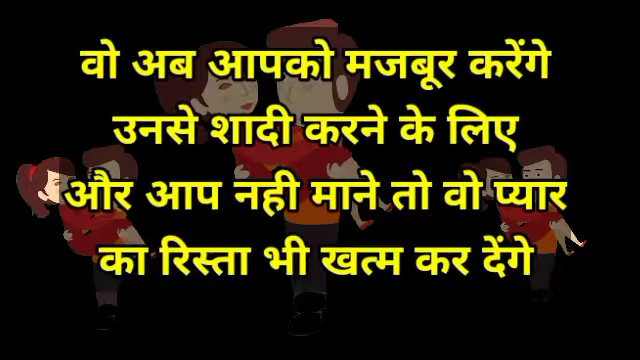 वो अब आपको मजबूर करेंगे
उनसे शादी करने के लिए
और आप नही माने तो वो प्यार
का रिस्ता भी खत्म कर देंगे